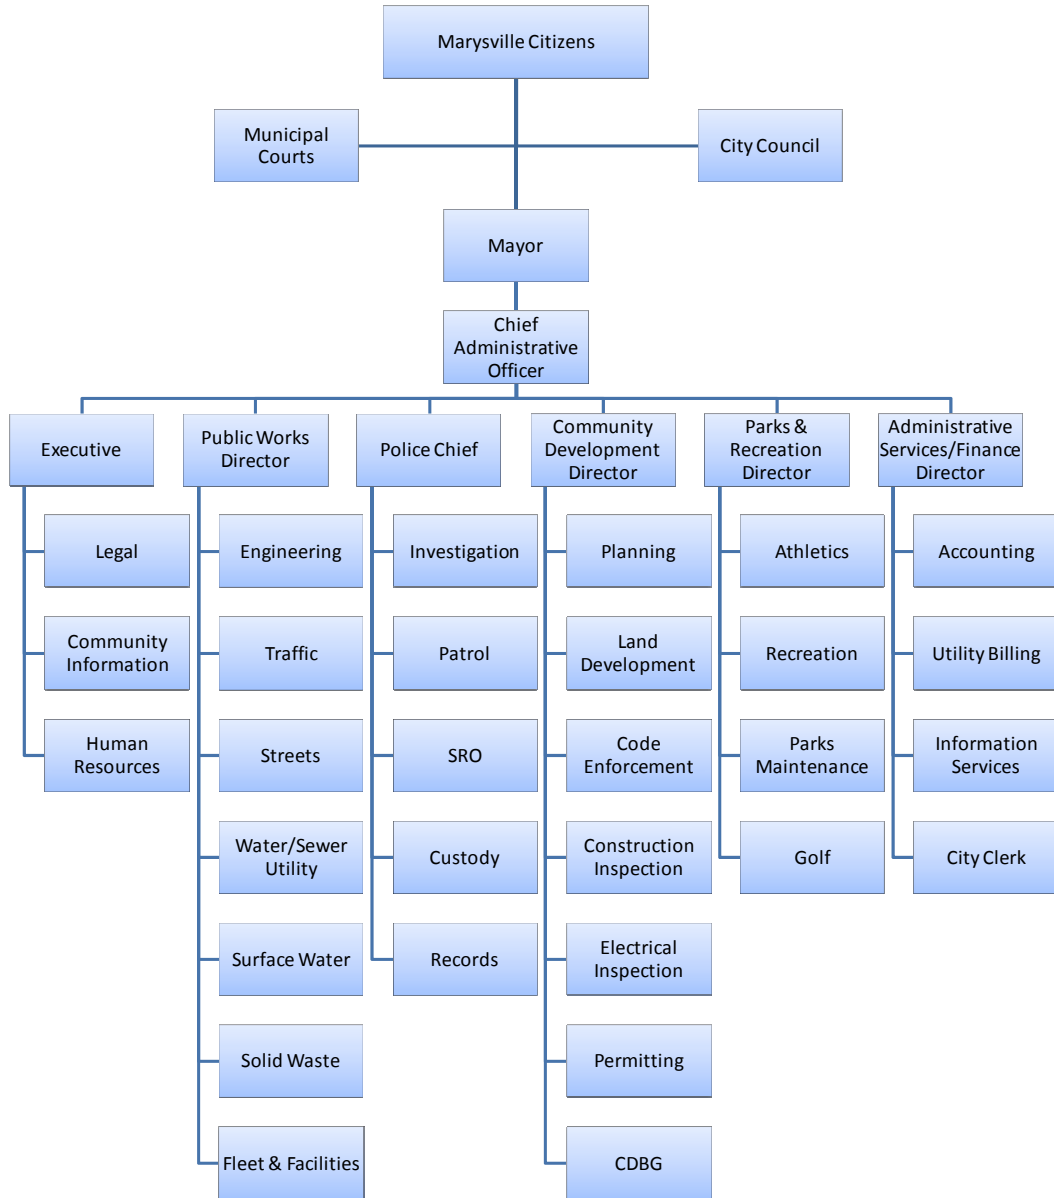 Marysville Citizens
Municipal
Courts
City Council
Mayor
Chief
Administrative
Officer
Executive
Public Works
Director
Police Chief
Community
Development
Director
Parks &
Recreation
Director
Administrative
Services/Finance
Director
Legal
Community
Information
Human
Resources
Engineering
Traffic
Streets
Water/Sewer
Utility
Surface Water
Solid Waste
Fleet & Facilities
Investigation
Patrol
SRO
Custody
Records
Planning
Land
Development
Code
Enforcement
Construction
Inspection
Electrical
Inspection
Permitting
CDBG
Athletics
Recreation
Parks
Maintenance
Golf
Accounting
Utility Billing
Information
Services
City Clerk